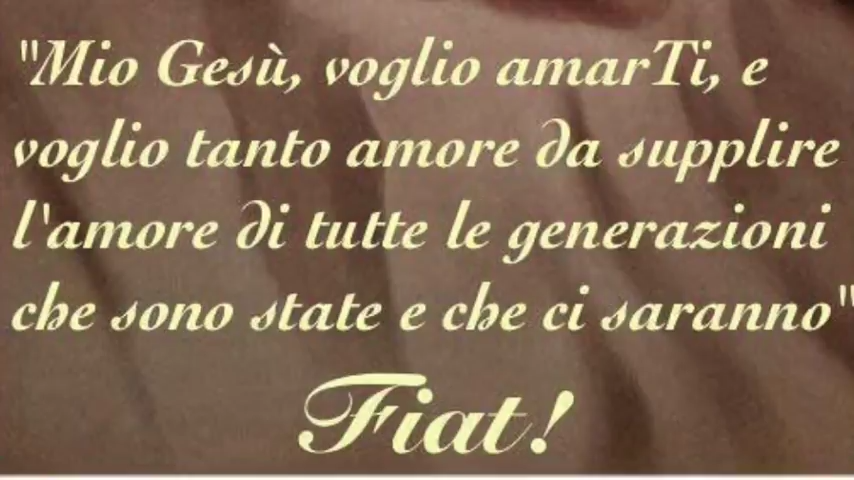 "Mio Gesù, voglio amarTi, e
voglio tanto amore da supplire
l'amore di tutte le generazioni
che sono state e che ci saranno"
Fiat!